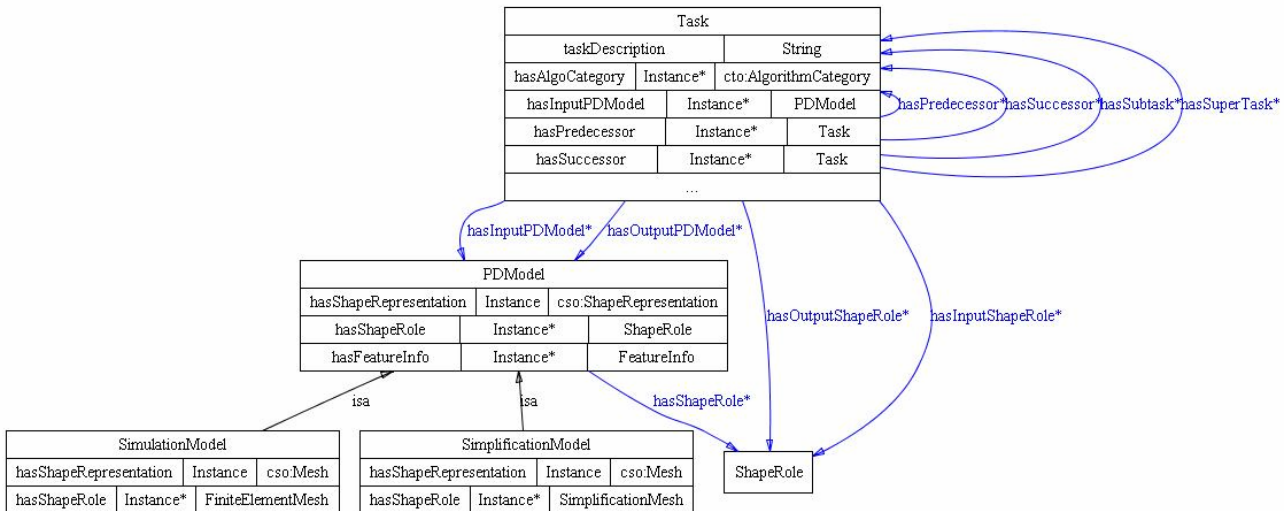 Task
taskDescription String
hasAlgoCategory Instance* cto:AlgorithmCategory
hasInputPDModel Instance* PDModel
hasPredecessor Instance* Task
hasSuccessor Instance* Task
...
hasPredecessor* hasSuccessor* hasSubtask* hasSuperTask*
hasInputPDModel* hasOutputPDModel*
PDModel
hasShapeRepresentation Instance cso:ShapeRepresentation
hasShapeRole Instance* ShapeRole
hasFeatureInfo Instance* FeatureInfo
hasOutputShapeRole* hasInputShapeRole*
isa isa hasShapeRole*
SimulationModel
hasShapeRepresentation Instance cso:Mesh
hasShapeRole Instance* FiniteElementMesh
SimplificationModel
hasShapeRepresentation Instance cso:Mesh
hasShapeRole Instance* SimplificationMesh
ShapeRole